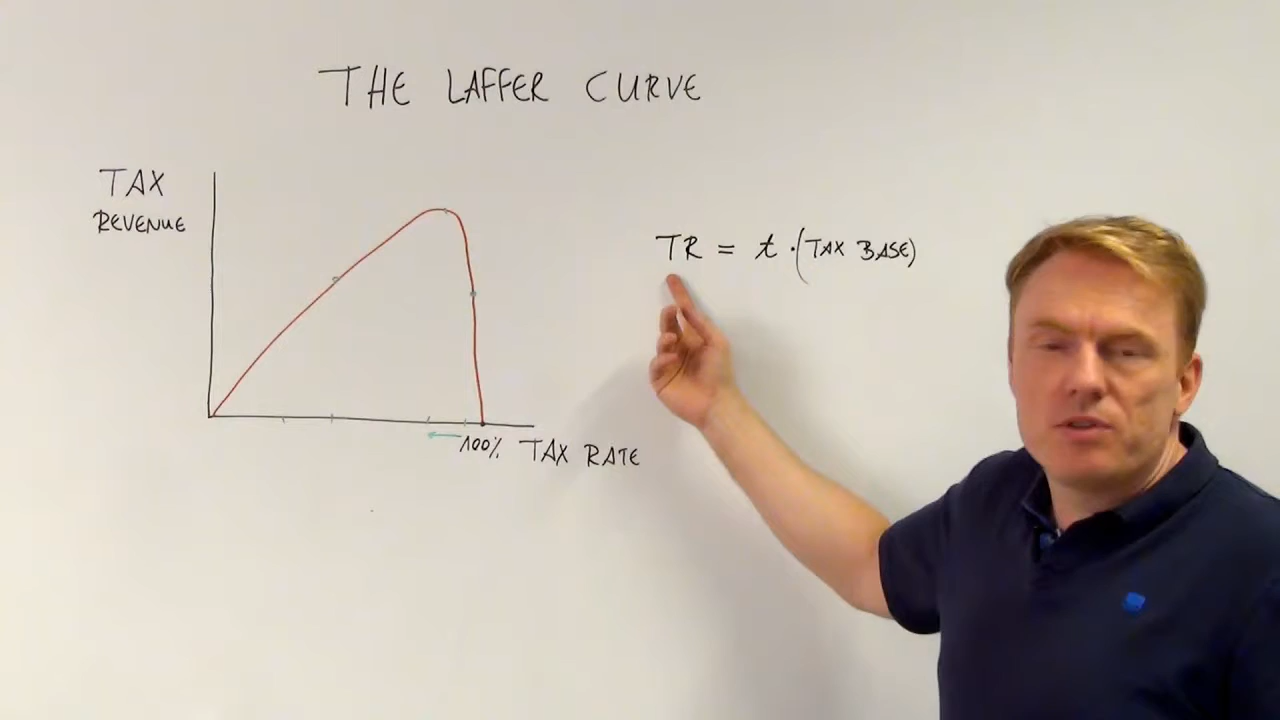 THE LAFFER CURVE
TAX
REVENUE
TR = t · (TAX BASE)
100% TAX RATE